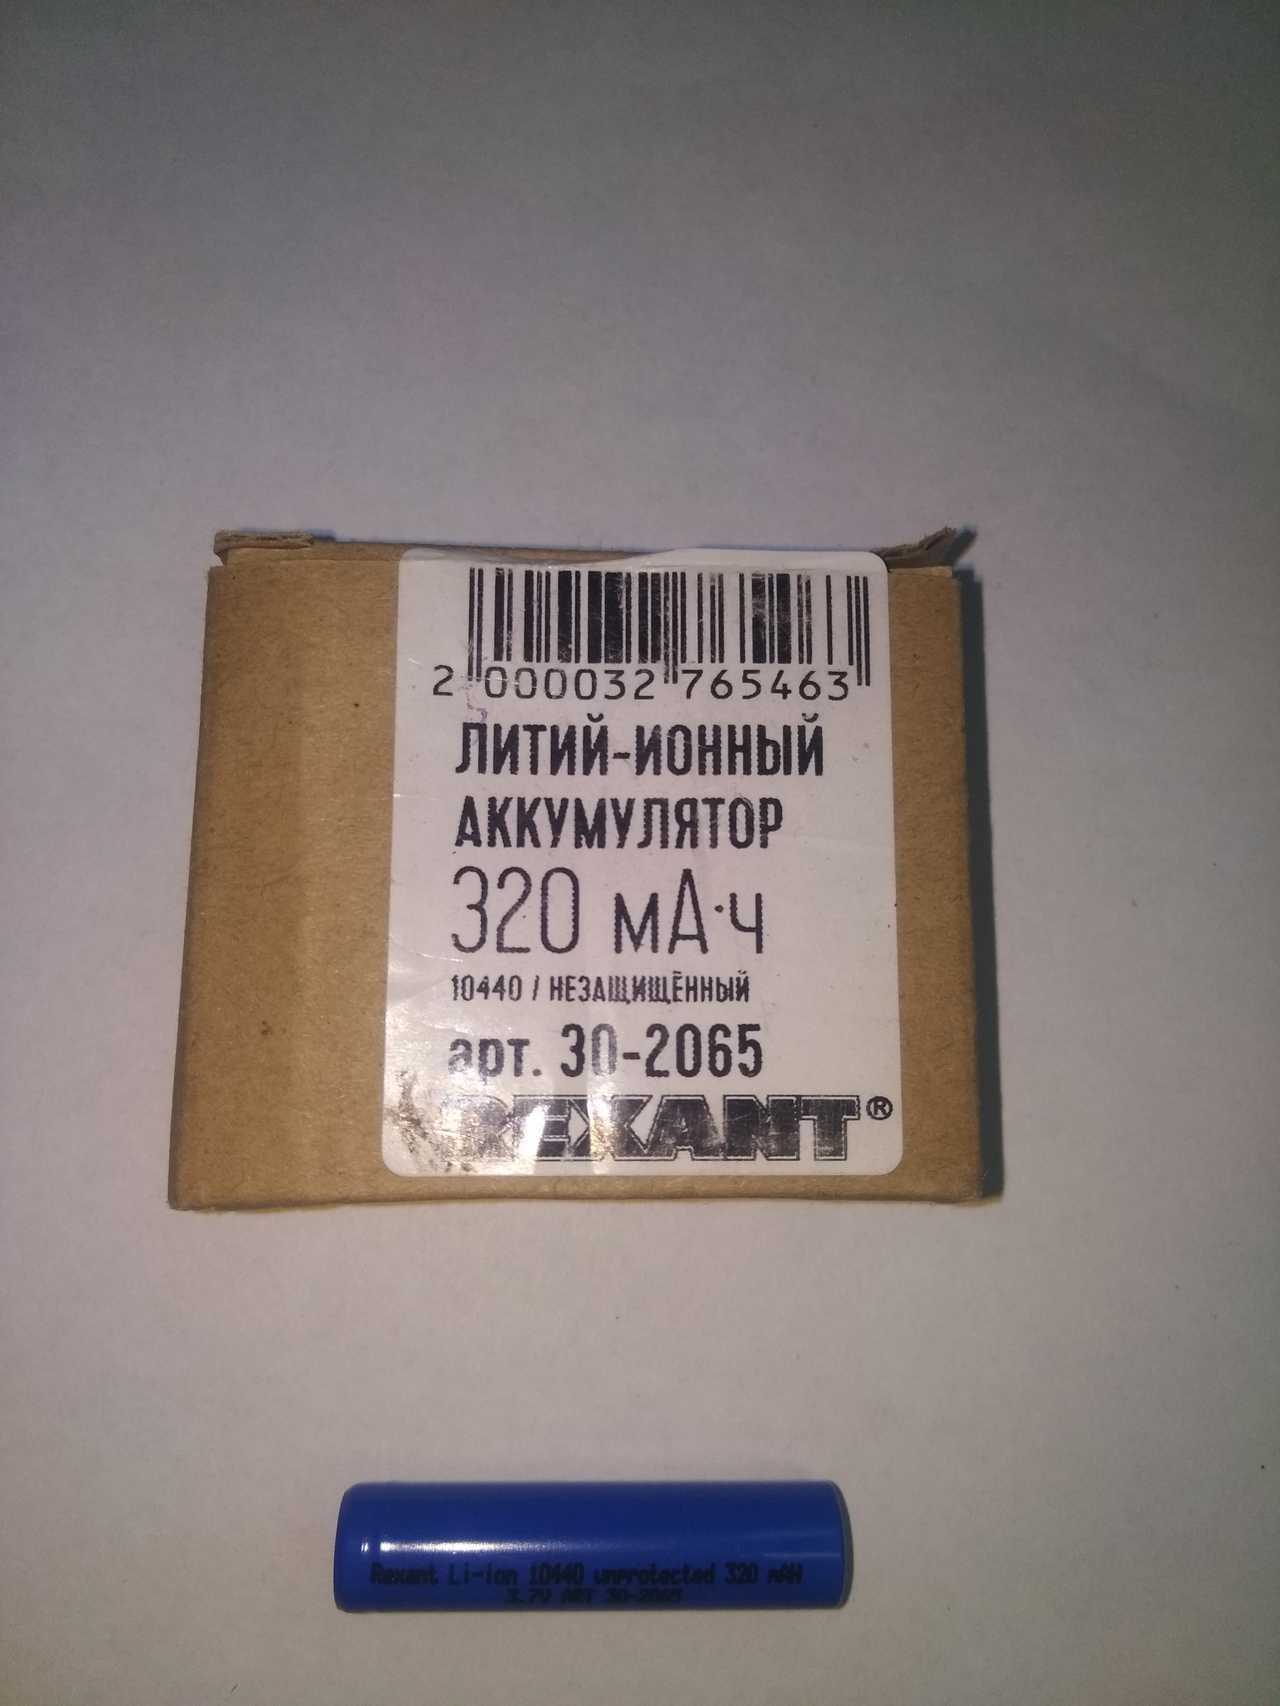 2 000032 765463
ЛИТИЙ-ИОННЫЙ
АККУМУЛЯТОР
320 мА·ч
10440 / НЕЗАЩИЩЁННЫЙ
арт. 30-2065
REXANT®
Rexant Li-ion 10440 unprotected 320 mAH
3.7V ART 30-2065